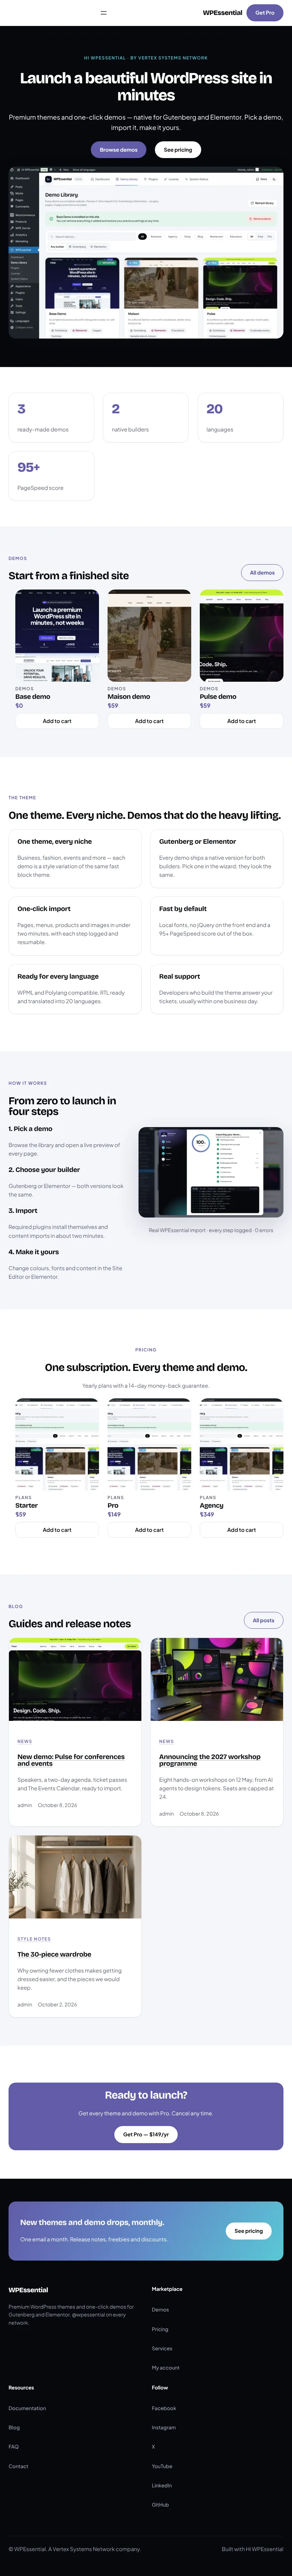 WPEssential
Get Pro
HI WPESSENTIAL · BY VERTEX SYSTEMS NETWORK
Launch a beautiful WordPress site in
minutes
Premium themes and one-click demos — native for Gutenberg and Elementor. Pick a demo,
import it, make it yours.
Browse demos
See pricing
Demo Library
3
ready-made demos
2
native builders
20
languages
95+
PageSpeed score
DEMOS
Start from a finished site
All demos
Launch a premium
WordPress site in
minutes, not weeks.
DEMOS
Base demo
$0
Add to cart
DEMOS
Maison demo
$59
Add to cart
Code. Ship.
DEMOS
Pulse demo
$59
Add to cart
THE THEME
One theme. Every niche. Demos that do the heavy lifting.
One theme, every niche
Business, fashion, events and more — each
demo is a style variation of the same fast
block theme.
Gutenberg or Elementor
Every demo ships a native version for both
builders. Pick one in the wizard; they look the
same.
One-click import
Pages, menus, products and images in under
two minutes, with each step logged and
resumable.
Fast by default
Local fonts, no jQuery on the front end and a
95+ PageSpeed score out of the box.
Ready for every language
WPML and Polylang compatible, RTL ready
and translated into 20 languages.
Real support
Developers who build the theme answer your
tickets, usually within one business day.
HOW IT WORKS
From zero to launch in
four steps
1. Pick a demo
Browse the library and open a live preview of
every page.
2. Choose your builder
Gutenberg or Elementor — both versions look
the same.
3. Import
Required plugins install themselves and
content imports in about two minutes.
4. Make it yours
Change colours, fonts and content in the Site
Editor or Elementor.
100%
Real WPEssential import · every step logged · 0 errors
PRICING
One subscription. Every theme and demo.
Yearly plans with a 14-day money-back guarantee.
PLANS
Starter
$59
Add to cart
PLANS
Pro
$149
Add to cart
PLANS
Agency
$349
Add to cart
BLOG
Guides and release notes
All posts
Design. Code. Ship.
NEWS
New demo: Pulse for conferences
and events
Speakers, a two-day agenda, ticket passes
and The Events Calendar, ready to import.
admin October 8, 2026
NEWS
Announcing the 2027 workshop
programme
Eight hands-on workshops on 12 May, from AI
agents to design tokens. Seats are capped at
24.
admin October 8, 2026
STYLE NOTES
The 30-piece wardrobe
Why owning fewer clothes makes getting
dressed easier, and the pieces we would
keep.
admin October 2, 2026
Ready to launch?
Get every theme and demo with Pro. Cancel any time.
Get Pro — $149/yr
New themes and demo drops, monthly.
One email a month. Release notes, freebies and discounts.
See pricing
WPEssential
Premium WordPress themes and one-click demos for
Gutenberg and Elementor. @wpessential on every
network.
Marketplace
Demos
Pricing
Services
My account
Resources
Documentation
Blog
FAQ
Contact
Follow
Facebook
Instagram
X
YouTube
LinkedIn
GitHub
© WPEssential. A Vertex Systems Network company.
Built with Hi WPEssential